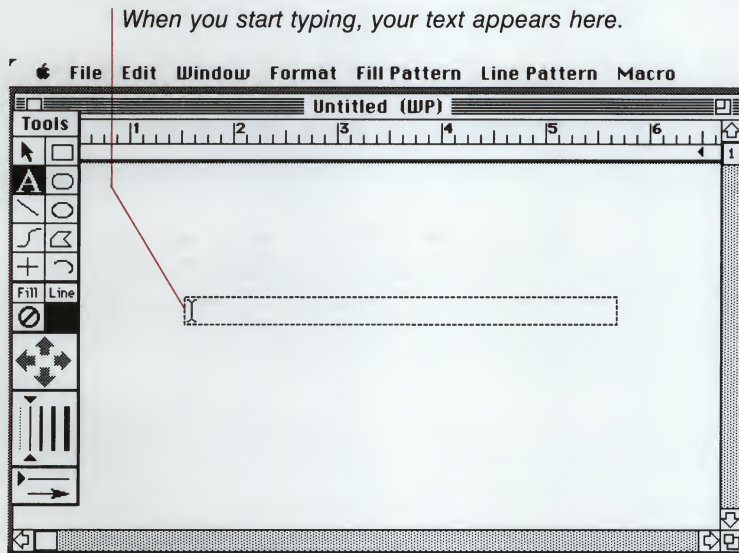 When you start typing, your text appears here.
File Edit Window Format Fill Pattern Line Pattern Macro
Untitled (WP)
Tools
1 2 3 4 5 6
1
A
Fill Line